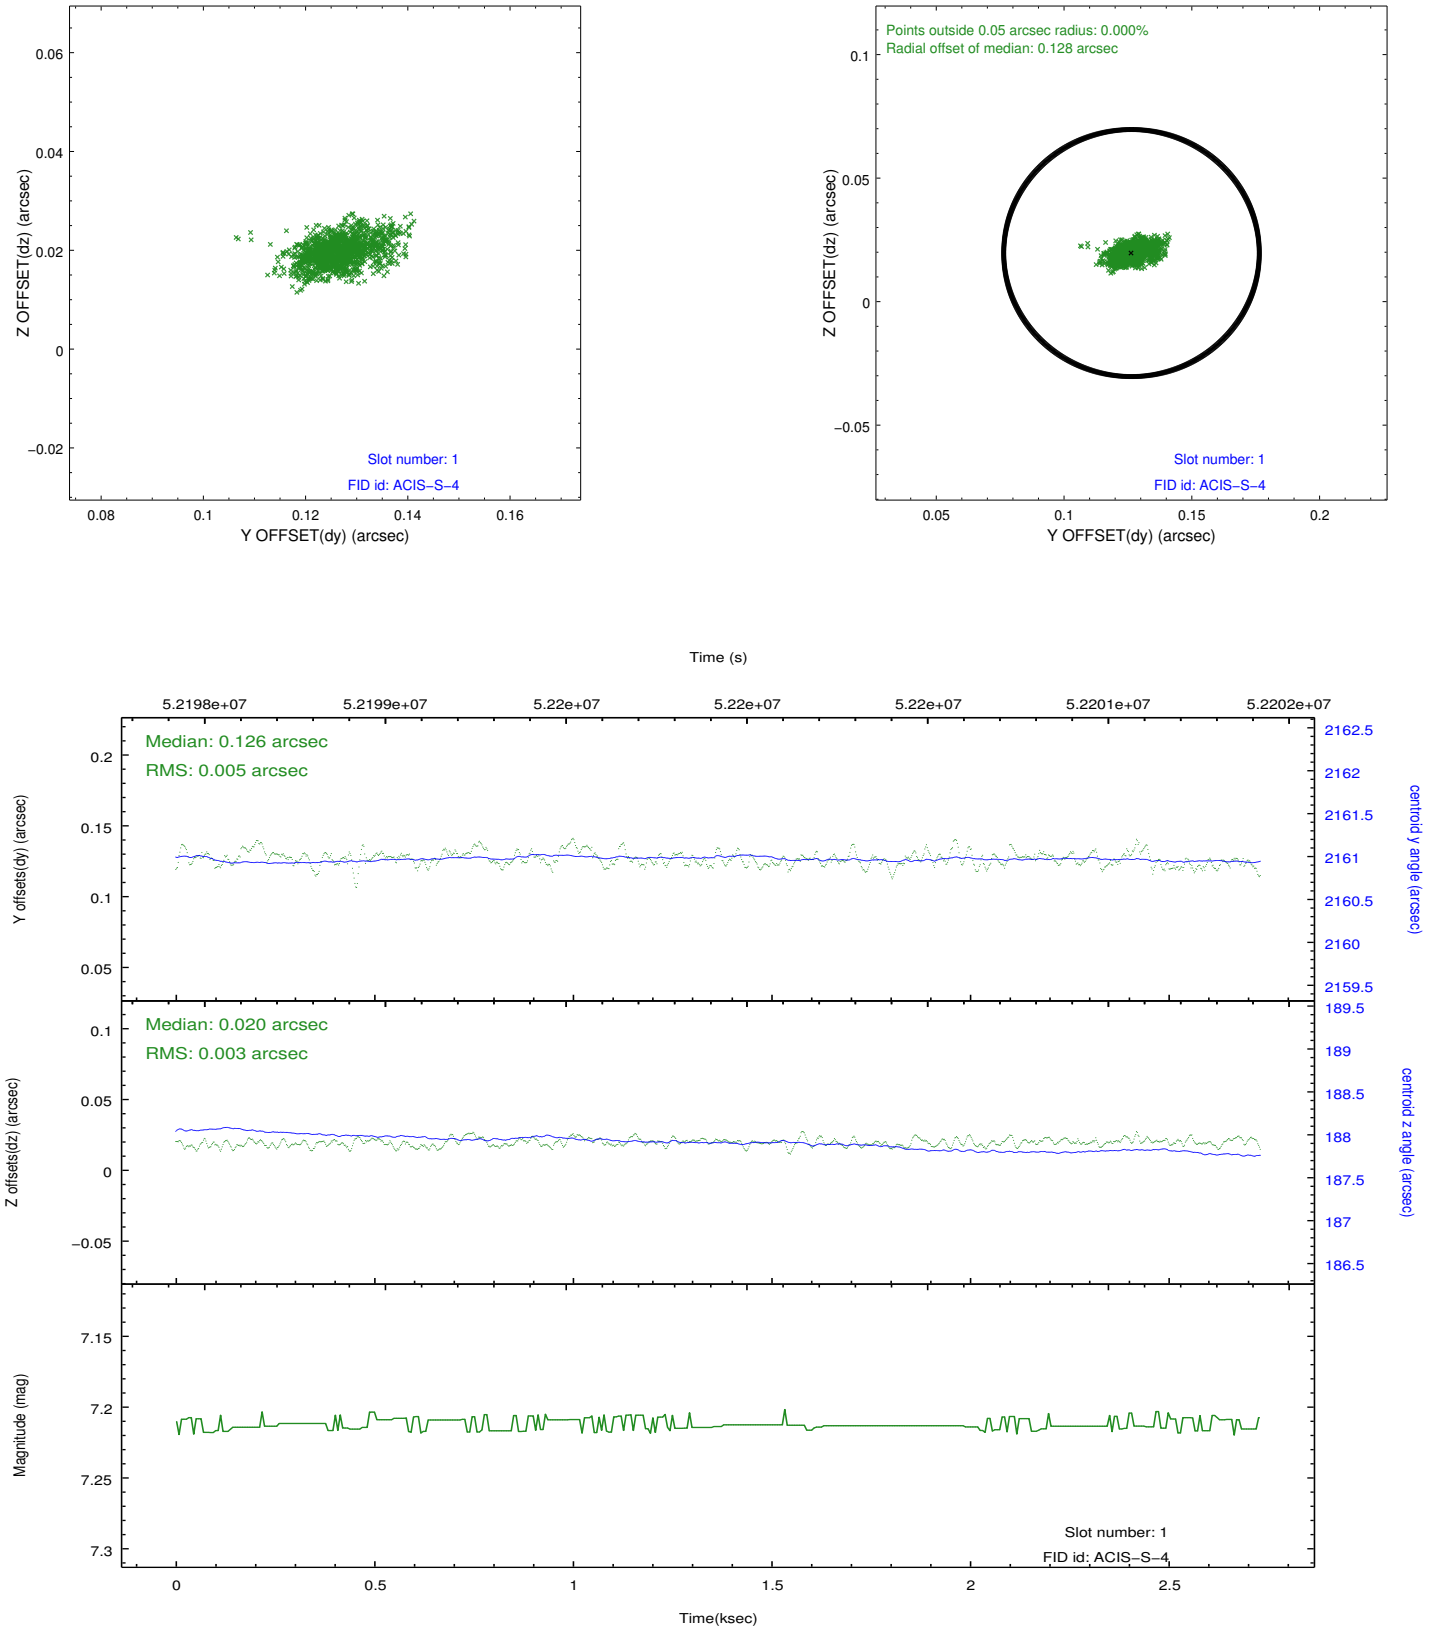 0.06
0.04
0.02
0
−0.02
Z OFFSET(dz) (arcsec)
Slot number: 1
FID id: ACIS−S−4
0.08
0.1
0.12
0.14
0.16
Y OFFSET(dy) (arcsec)
Points outside 0.05 arcsec radius: 0.000%
Radial offset of median: 0.128 arcsec
0.1
0.05
0
−0.05
Z OFFSET(dz) (arcsec)
Slot number: 1
FID id: ACIS−S−4
0.05
0.1
0.15
0.2
Y OFFSET(dy) (arcsec)
Time (s)
5.2198e+07
5.2199e+07
5.22e+07
5.22e+07
5.22e+07
5.2201e+07
5.2202e+07
Median: 0.126 arcsec
RMS: 0.005 arcsec
0.2
0.15
0.1
0.05
Y offsets(dy) (arcsec)
2162.5
2162
2161.5
2161
2160.5
2160
2159.5
centroid y angle (arcsec)
Median: 0.020 arcsec
RMS: 0.003 arcsec
0.1
0.05
0
−0.05
Z offsets(dz) (arcsec)
189.5
189
188.5
188
187.5
187
186.5
centroid z angle (arcsec)
7.15
7.2
7.25
7.3
Magnitude (mag)
Slot number: 1
FID id: ACIS−S−4
0
0.5
1
1.5
2
2.5
Time(ksec)